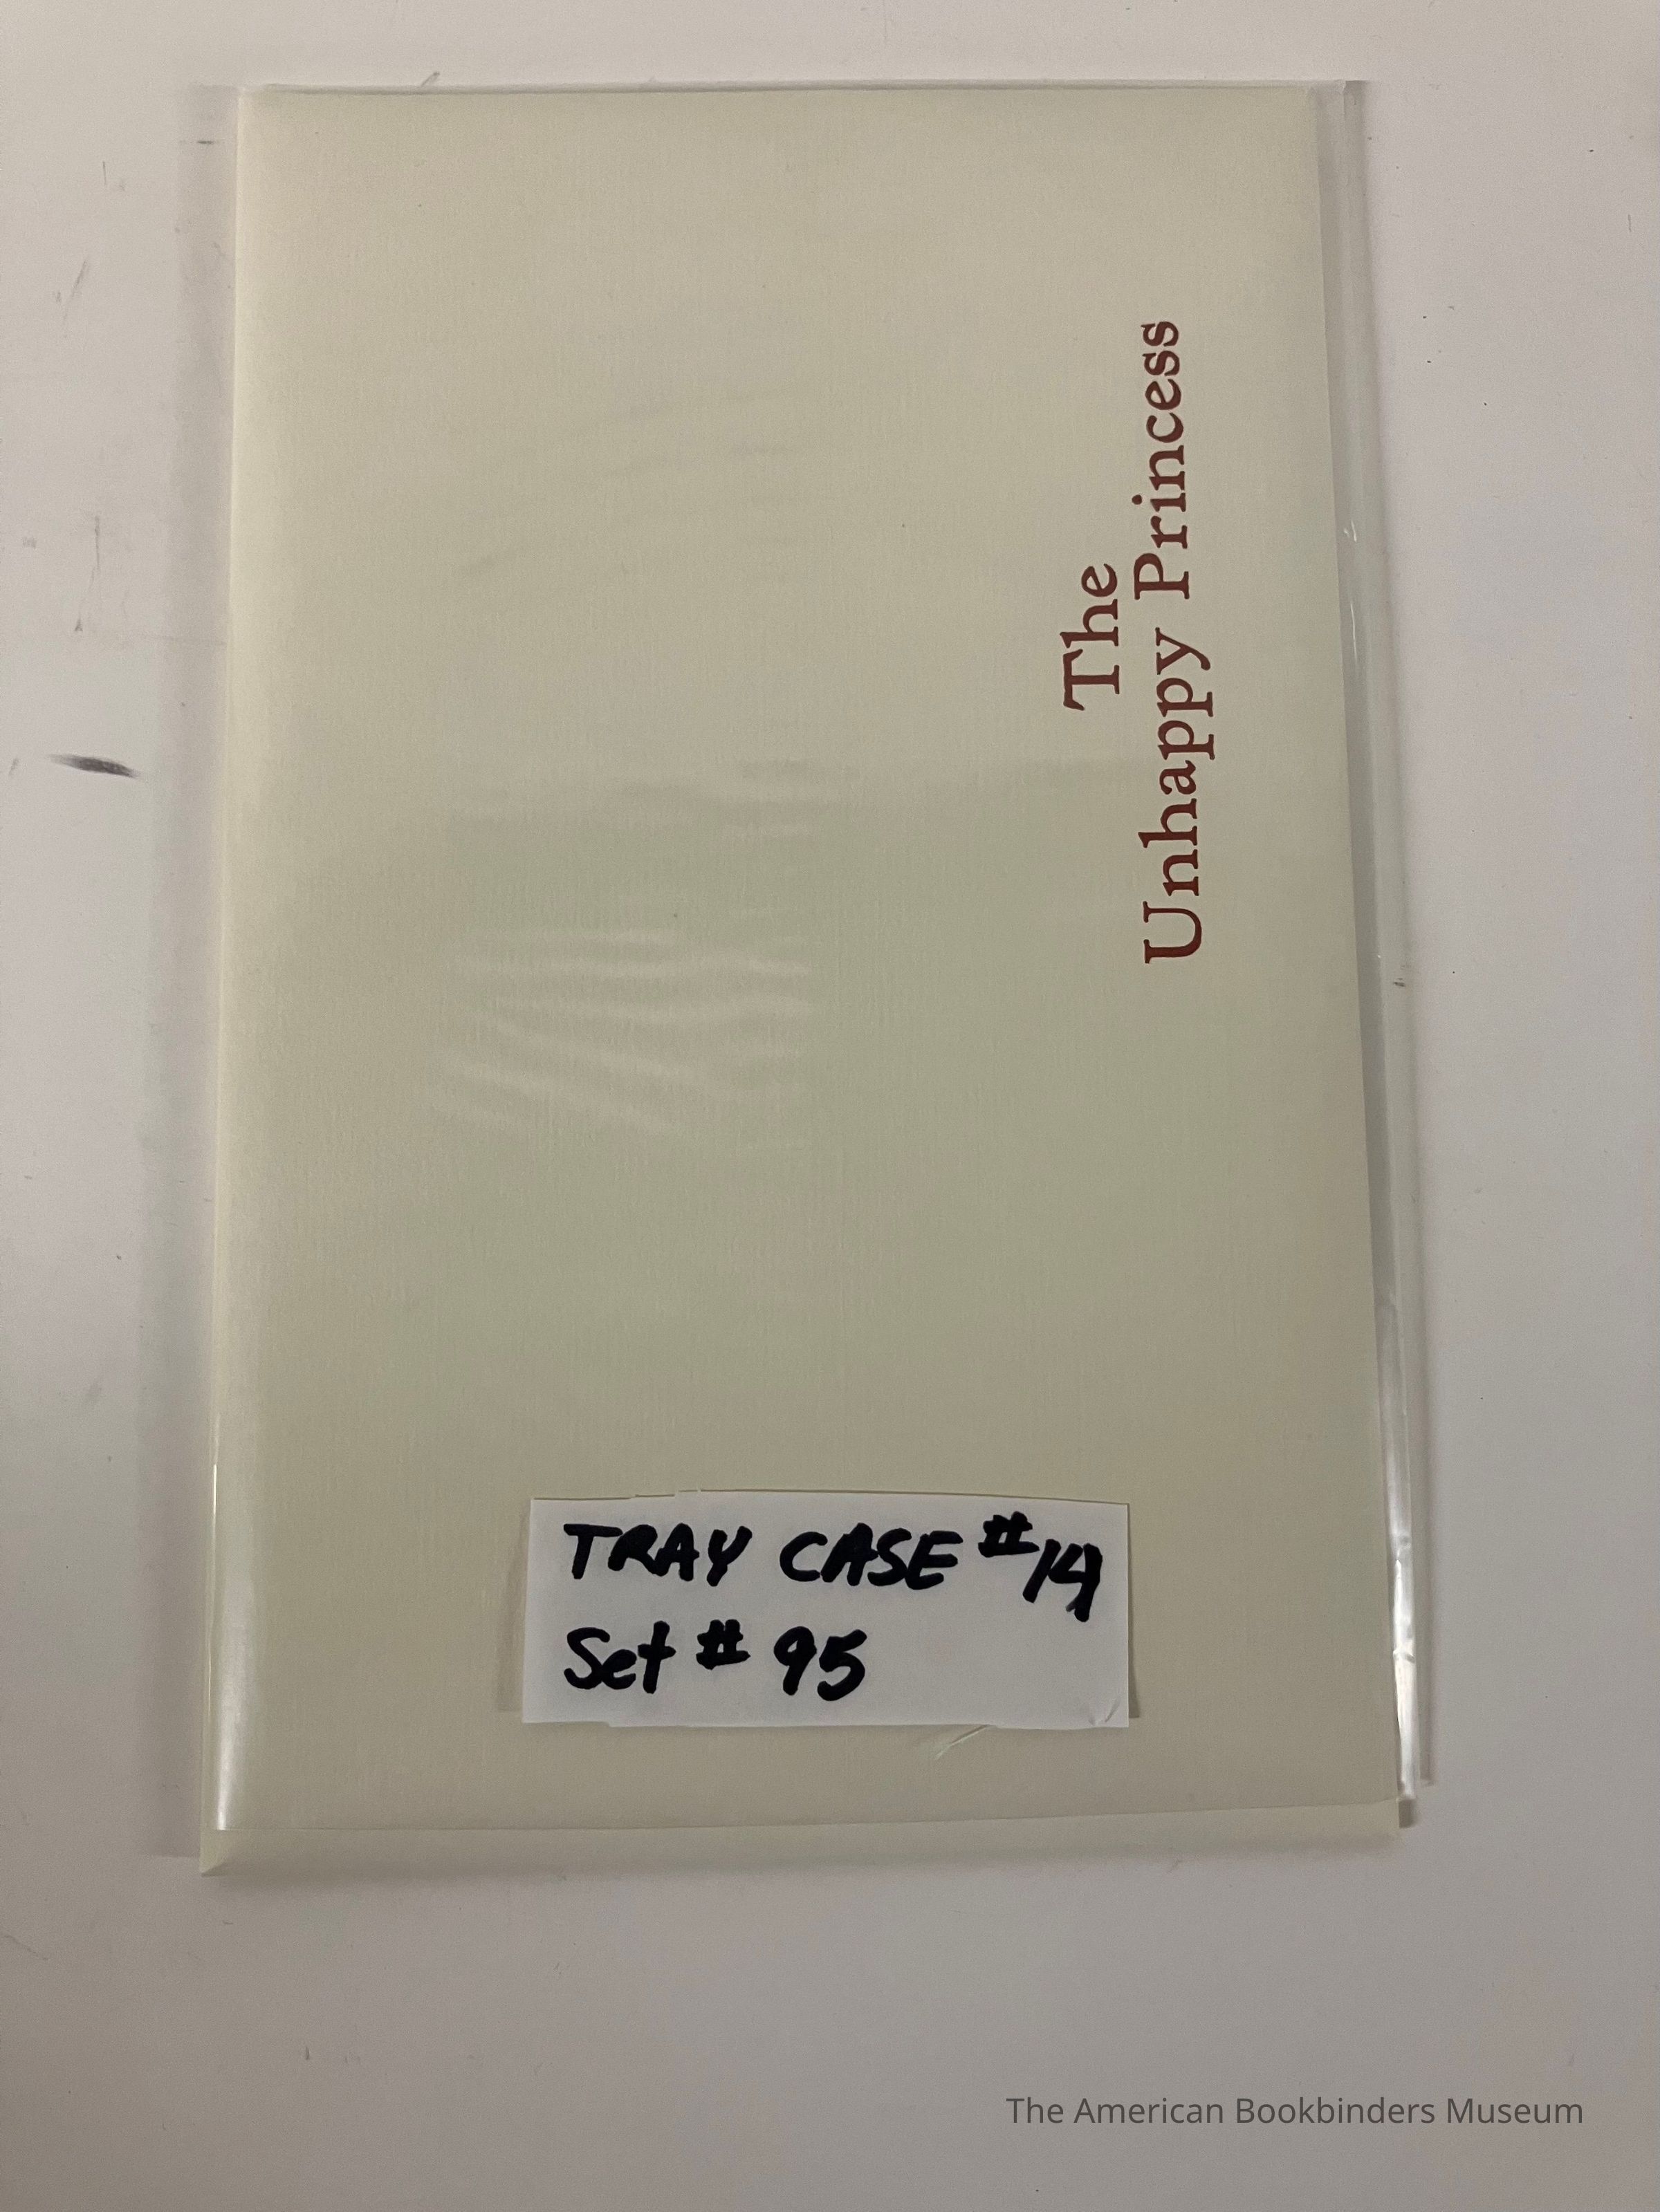 The
Unhappy Princess
TRAY CASE #14
Set # 95
The American Bookbinders Museum